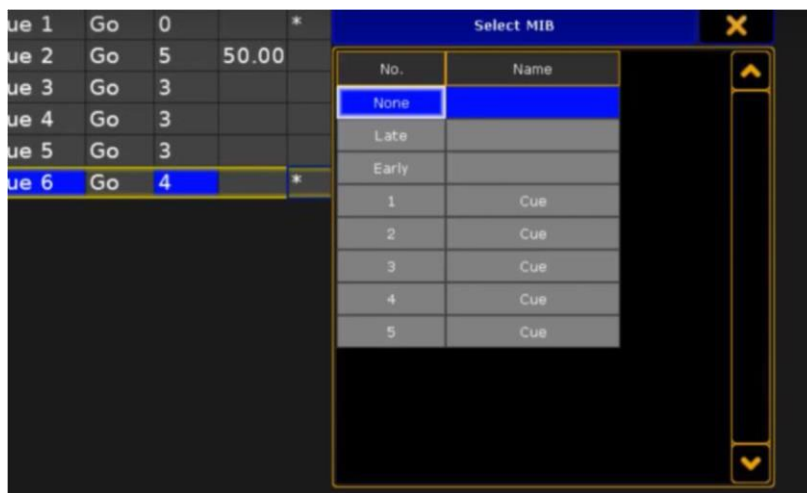 ue 1 Go 0 *
ue 2 Go 5 50.00
ue 3 Go 3
ue 4 Go 3
ue 5 Go 3
ue 6 Go 4 *
Select MIB X
No. Name
None
Late
Early
1 Cue
2 Cue
3 Cue
4 Cue
5 Cue